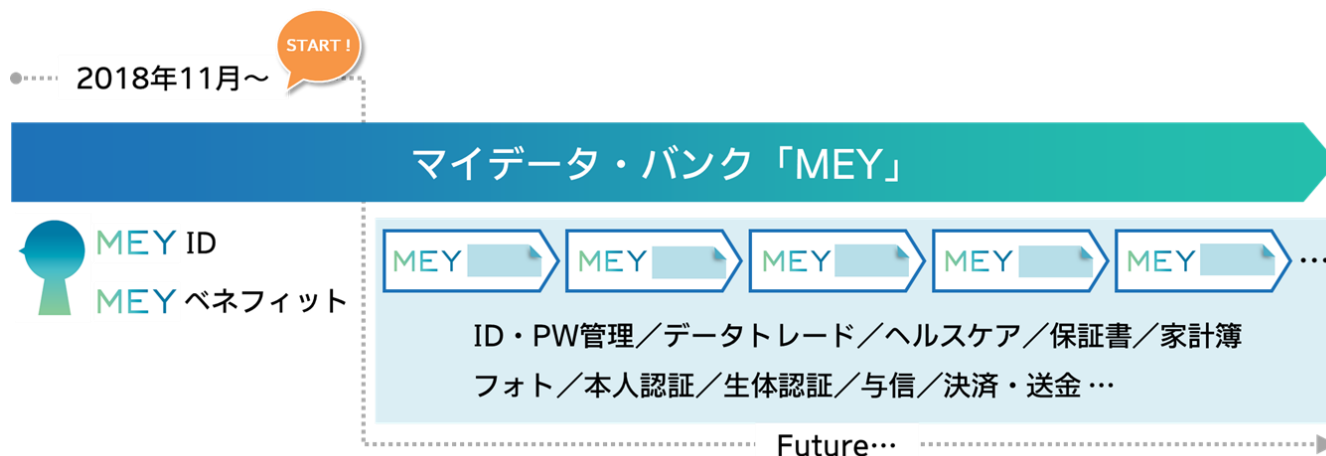 START!
2018年11月～
マイデータ・バンク「MEY」
MEY ID
MEY ベネフィット
MEY MEY MEY MEY MEY …
ID・PW管理／データトレード／ヘルスケア／保証書／家計簿
フォト／本人認証／生体認証／与信／決済・送金 …
Future…